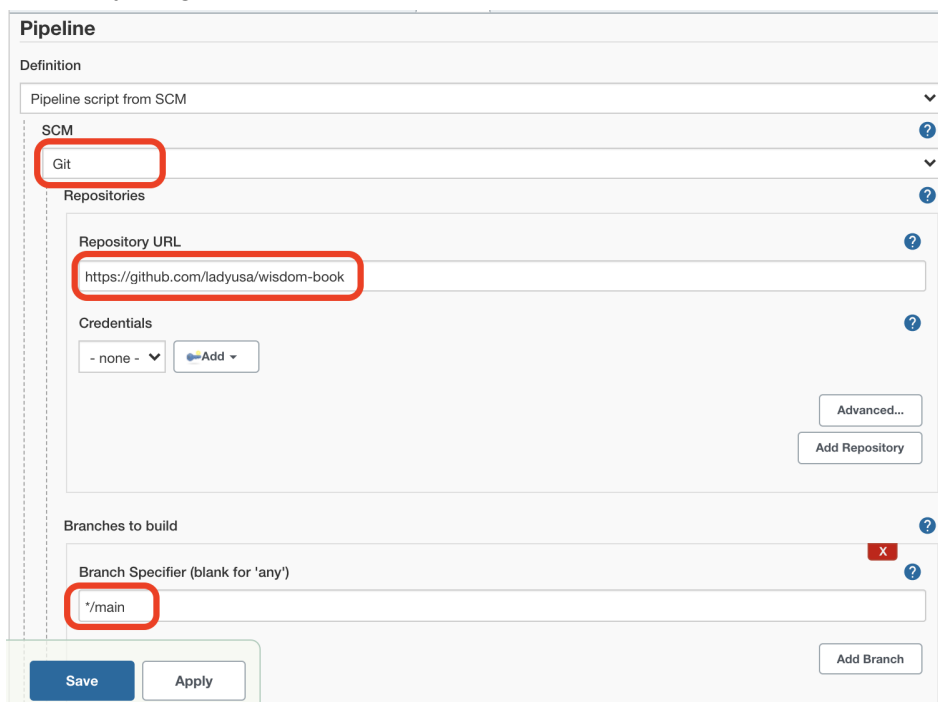 Pipeline
Definition
Pipeline script from SCM
SCM
?
Git
Repositories
?
Repository URL
?
https://github.com/ladyusa/wisdom-book
Credentials
?
- none -
Add
Advanced...
Add Repository
Branches to build
?
X
Branch Specifier (blank for 'any')
?
*/main
Add Branch
Save
Apply